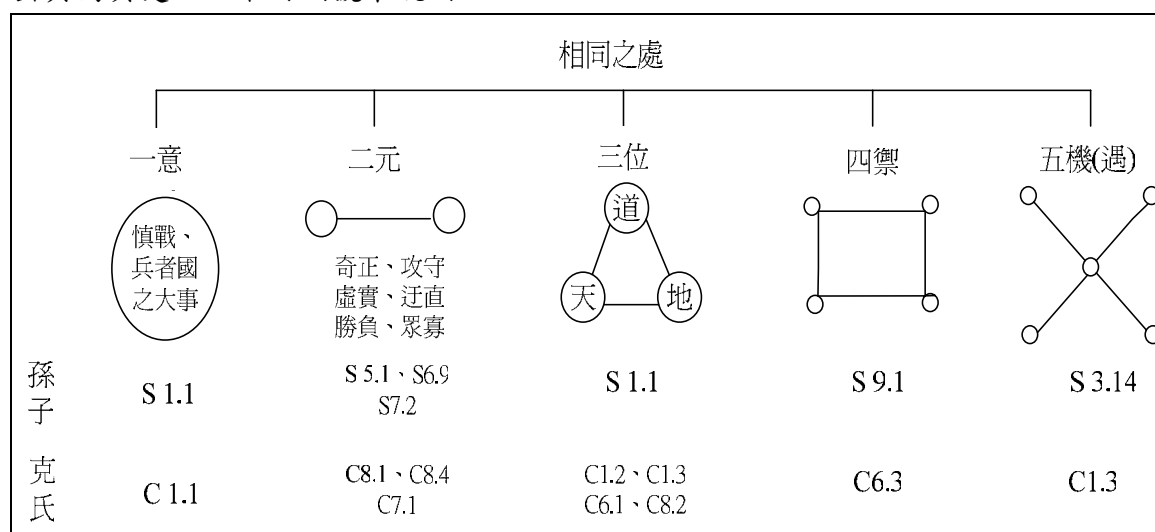 相同之處
一意 二元 三位 四禦 五機(遇)
慎戰、
兵者國
之大事
奇正、攻守
虛實、迂直
勝負、眾寡
道
天 地
孫子 S 1.1 S 5.1、S6.9 S 1.1 S 9.1 S 3.14
S7.2
克氏 C 1.1 C8.1、C8.4 C1.2、C1.3 C6.3 C1.3
C7.1 C6.1、C8.2